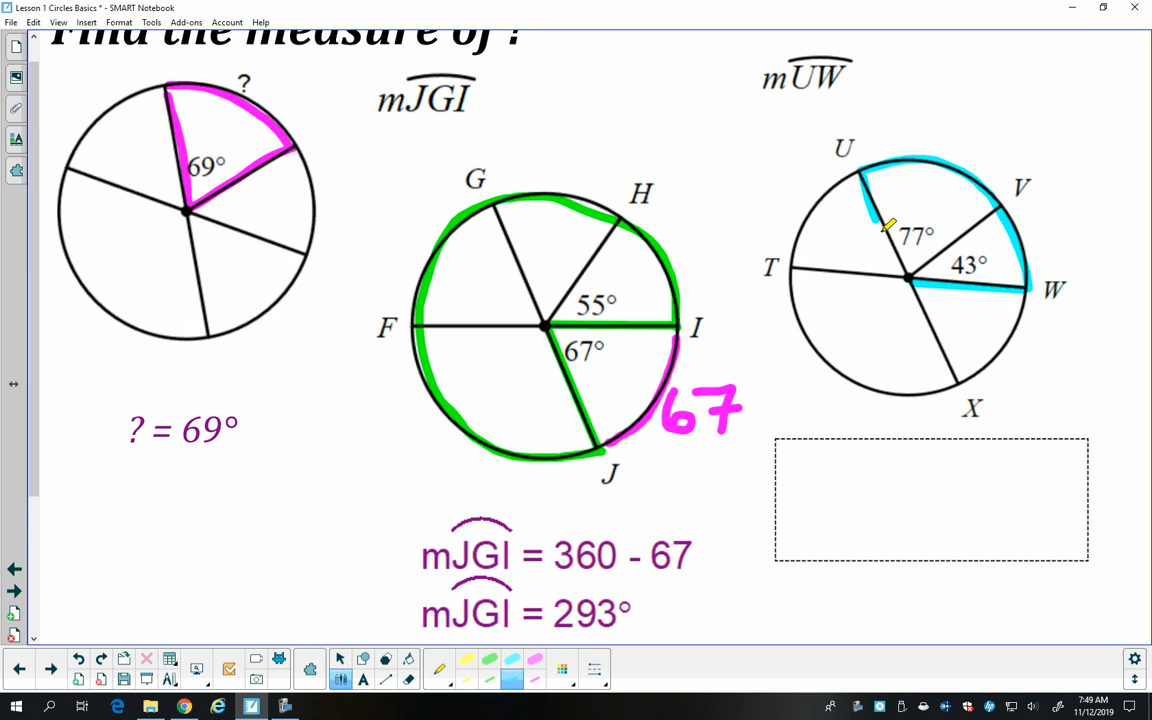 Lesson 1 Circles Basics * - SMART Notebook
File Edit View Insert Format Tools Add-ons Account Help
Find the measure of ?
?
69°
? = 69°
mJGI
G
H
F
55°
I
67°
67
J
mJGI = 360 - 67
mJGI = 293°
mUW
U
V
77°
T
43°
W
X
7:49 AM
11/12/2019